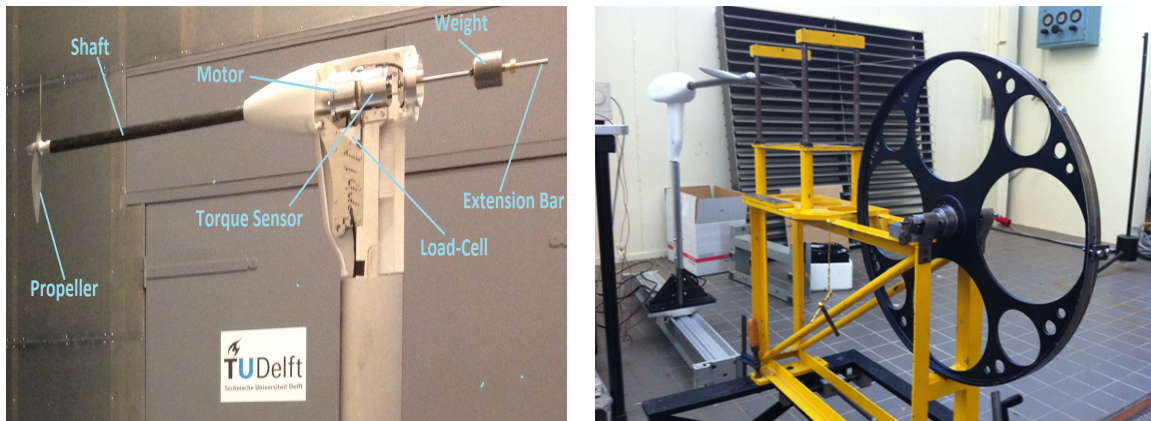 Shaft
Motor
Weight
Torque Sensor
Extension Bar
Load-Cell
Propeller
TUDelft
Technische Universiteit Delft